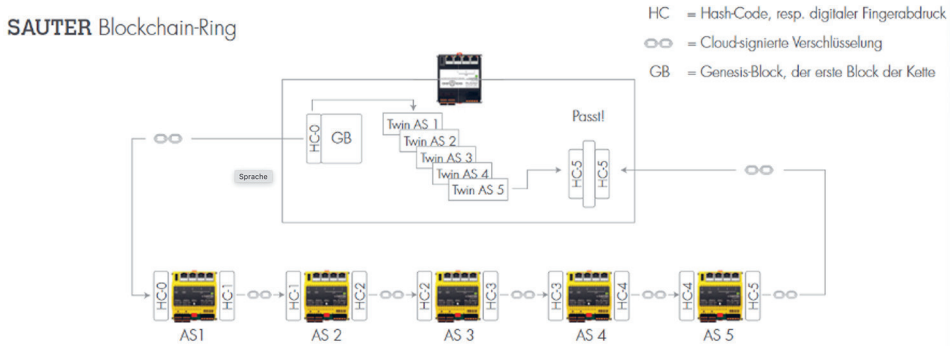 SAUTER Blockchain-Ring
HC = Hash-Code, resp. digitaler Fingerabdruck
= Cloud-signierte Verschlüsselung
GB = Genesis-Block, der erste Block der Kette
HC-0
GB
Twin AS 1
Twin AS 2
Twin AS 3
Twin AS 4
Twin AS 5
Passt!
HC-5
HC-5
Sprache
HC-0
HC-1
HC-1
HC-2
HC-2
HC-3
HC-3
HC-4
HC-4
HC-5
AS1
AS 2
AS 3
AS 4
AS 5